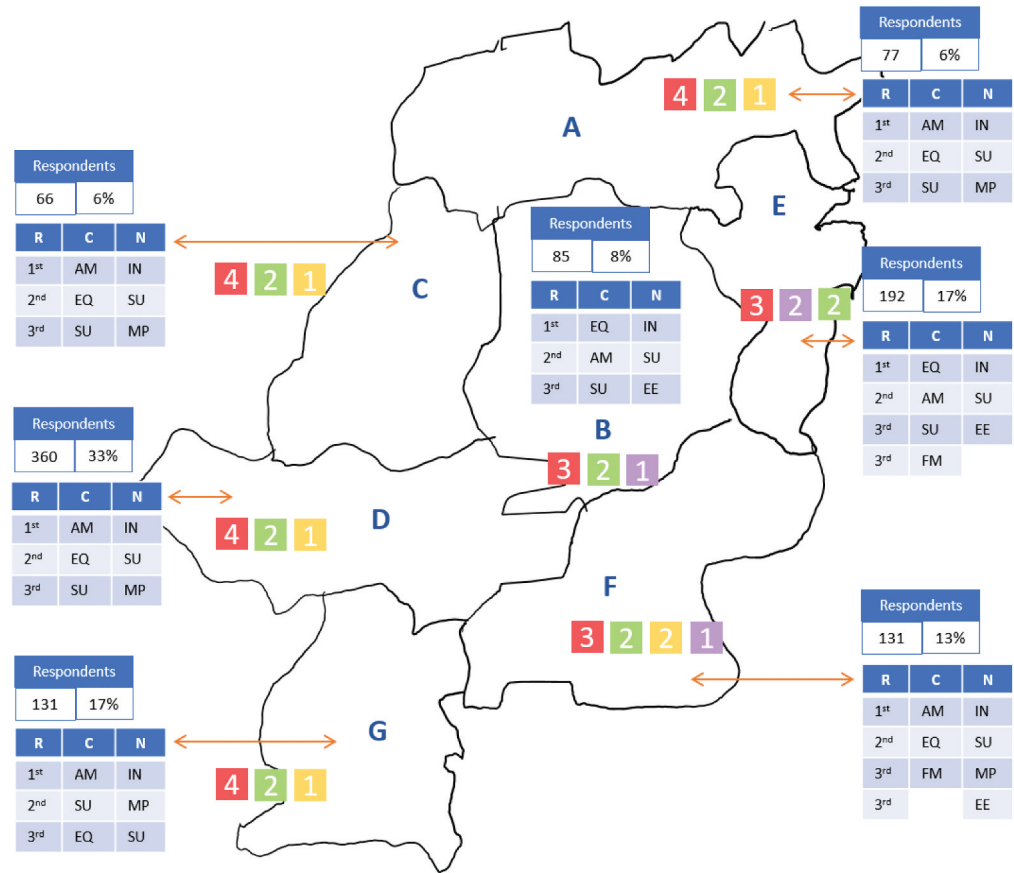 Respondents
77 6%
R C N
1st AM IN
2nd EQ SU
3rd SU MP
4 2 1
A
Respondents
66 6%
R C N
1st AM IN
2nd EQ SU
3rd SU MP
4 2 1
C
Respondents
85 8%
R C N
1st EQ IN
2nd AM SU
3rd SU EE
B
3 2 1
E
3 2 2
Respondents
192 17%
R C N
1st EQ IN
2nd AM SU
3rd SU EE
3rd FM
Respondents
360 33%
R C N
1st AM IN
2nd EQ SU
3rd SU MP
4 2 1
D
F
3 2 2 1
Respondents
131 13%
R C N
1st AM IN
2nd EQ SU
3rd FM MP
3rd EE
Respondents
131 17%
R C N
1st AM IN
2nd SU MP
3rd EQ SU
4 2 1
G